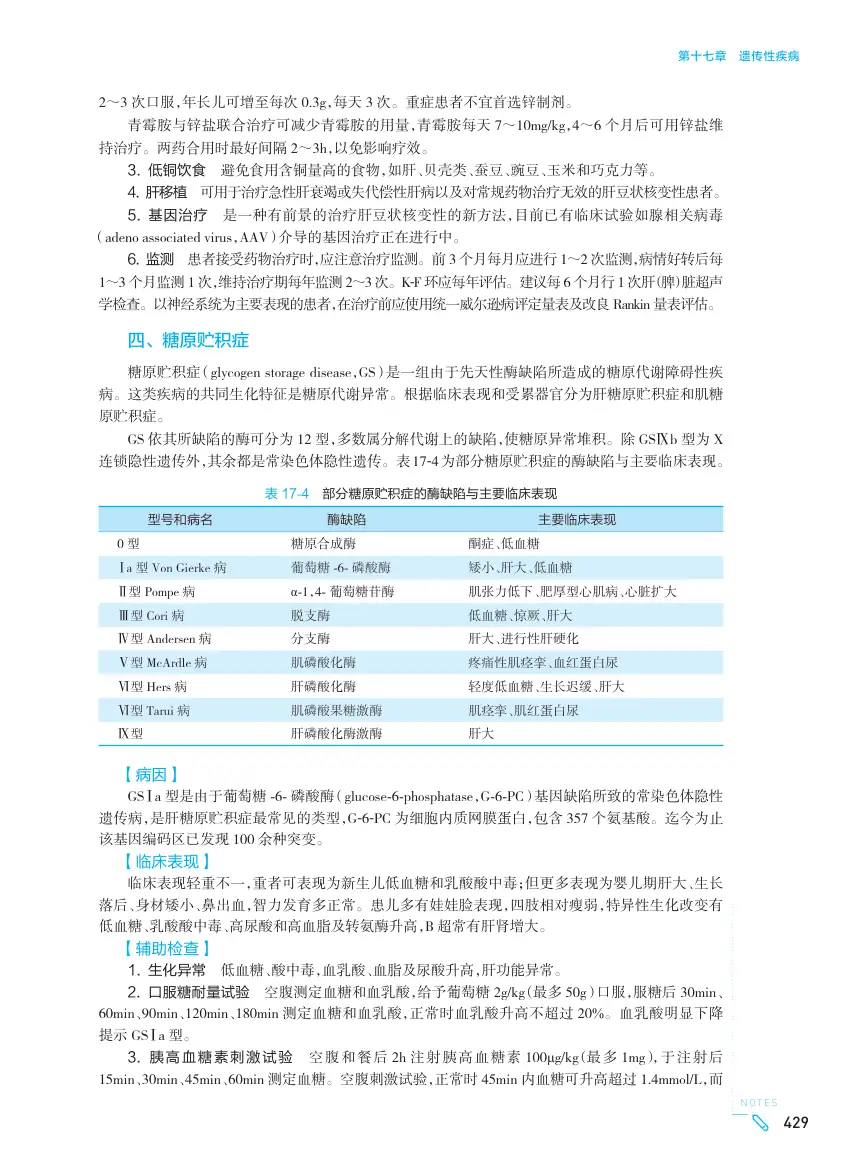 第十七章　遗传性疾病
2～3 次口服,年长儿可增至每次 0.3g,每天 3 次。重症患者不宜首选锌制剂。
青霉胺与锌盐联合治疗可减少青霉胺的用量,青霉胺每天 7～10mg/kg,4～6 个月后可用锌盐维
持治疗。两药合用时最好间隔 2～3h,以免影响疗效。
3. 低铜饮食　避免食用含铜量高的食物,如肝、贝壳类、蚕豆、豌豆、玉米和巧克力等。
4. 肝移植　可用于治疗急性肝衰竭或失代偿性肝病以及对常规药物治疗无效的肝豆状核变性患者。
5. 基因治疗　是一种有前景的治疗肝豆状核变性的新方法,目前已有临床试验如腺相关病毒
(adeno associated virus,AAV)介导的基因治疗正在进行中。
6. 监测　患者接受药物治疗时,应注意治疗监测。前 3 个月每月应进行 1～2 次监测,病情好转后每
1～3 个月监测 1 次,维持治疗期每年监测 2～3 次。K-F 环应每年评估。建议每 6 个月行 1 次肝(脾)脏超声
学检查。以神经系统为主要表现的患者,在治疗前应使用统一威尔逊病评定量表及改良 Rankin 量表评估。
四、糖原贮积症
糖原贮积症(glycogen storage disease,GS)是一组由于先天性酶缺陷所造成的糖原代谢障碍性疾
病。这类疾病的共同生化特征是糖原代谢异常。根据临床表现和受累器官分为肝糖原贮积症和肌糖
原贮积症。
GS 依其所缺陷的酶可分为 12 型,多数属分解代谢上的缺陷,使糖原异常堆积。除 GSⅨb 型为 X
连锁隐性遗传外,其余都是常染色体隐性遗传。表 17-4 为部分糖原贮积症的酶缺陷与主要临床表现。
表 17-4　部分糖原贮积症的酶缺陷与主要临床表现
型号和病名　酶缺陷　主要临床表现
0 型　糖原合成酶　酮症、低血糖
Ⅰa 型 Von Gierke 病　葡萄糖 -6- 磷酸酶　矮小、肝大、低血糖
Ⅱ型 Pompe 病　α-1,4- 葡萄糖苷酶　肌张力低下、肥厚型心肌病、心脏扩大
Ⅲ型 Cori 病　脱支酶　低血糖、惊厥、肝大
Ⅳ型 Andersen 病　分支酶　肝大、进行性肝硬化
Ⅴ型 McArdle 病　肌磷酸化酶　疼痛性肌痉挛、血红蛋白尿
Ⅵ型 Hers 病　肝磷酸化酶　轻度低血糖、生长迟缓、肝大
Ⅵ型 Tarui 病　肌磷酸果糖激酶　肌痉挛、肌红蛋白尿
Ⅸ型　肝磷酸化酶激酶　肝大
【病因】
GSⅠa 型是由于葡萄糖 -6- 磷酸酶(glucose-6-phosphatase,G-6-PC)基因缺陷所致的常染色体隐性
遗传病,是肝糖原贮积症最常见的类型,G-6-PC 为细胞内质网膜蛋白,包含 357 个氨基酸。迄今为止
该基因编码区已发现 100 余种突变。
【临床表现】
临床表现轻重不一,重者可表现为新生儿低血糖和乳酸酸中毒;但更多表现为婴儿期肝大、生长
落后、身材矮小、鼻出血,智力发育多正常。患儿多有娃娃脸表现,四肢相对瘦弱,特异性生化改变有
低血糖、乳酸酸中毒、高尿酸和高血脂及转氨酶升高,B 超常有肝肾增大。
【辅助检查】
1. 生化异常　低血糖、酸中毒,血乳酸、血脂及尿酸升高,肝功能异常。
2. 口服糖耐量试验　空腹测定血糖和血乳酸,给予葡萄糖 2g/kg(最多 50g)口服,服糖后 30min、
60min、90min、120min、180min 测定血糖和血乳酸,正常时血乳酸升高不超过 20%。血乳酸明显下降
提示 GSⅠa 型。
3. 胰高血糖素刺激试验　空腹和餐后 2h 注射胰高血糖素 100μg/kg(最多 1mg),于注射后
15min、30min、45min、60min 测定血糖。空腹刺激试验,正常时 45min 内血糖可升高超过 1.4mmol/L,而
NOTES
429